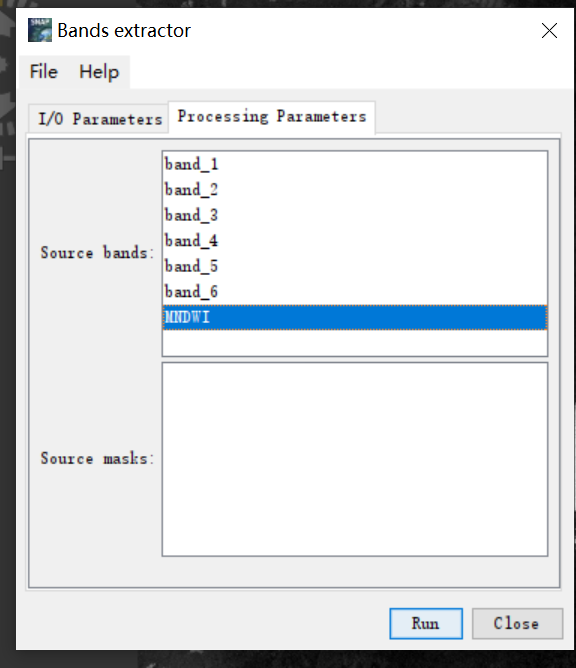 SNAP
Bands extractor
File Help
I/O Parameters Processing Parameters
Source bands:
band_1
band_2
band_3
band_4
band_5
band_6
MNDWI
Source masks:
Run Close